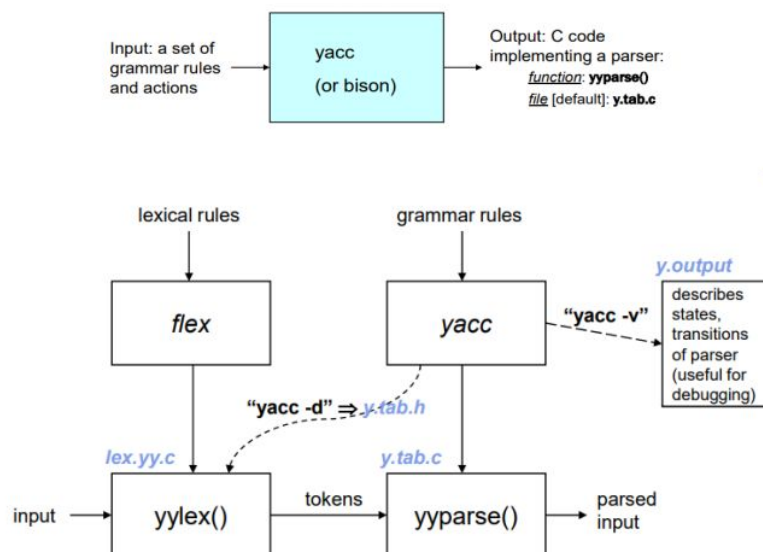 Input: a set of
grammar rules
and actions
yacc
(or bison)
Output: C code
implementing a parser:
function: yyparse()
file [default]: y.tab.c
lexical rules
grammar rules
y.output
flex
yacc
"yacc -v"
describes
states,
transitions
of parser
(useful for
debugging)
"yacc -d" ⇒ y.tab.h
lex.yy.c
y.tab.c
input
yylex()
tokens
yyparse()
parsed
input